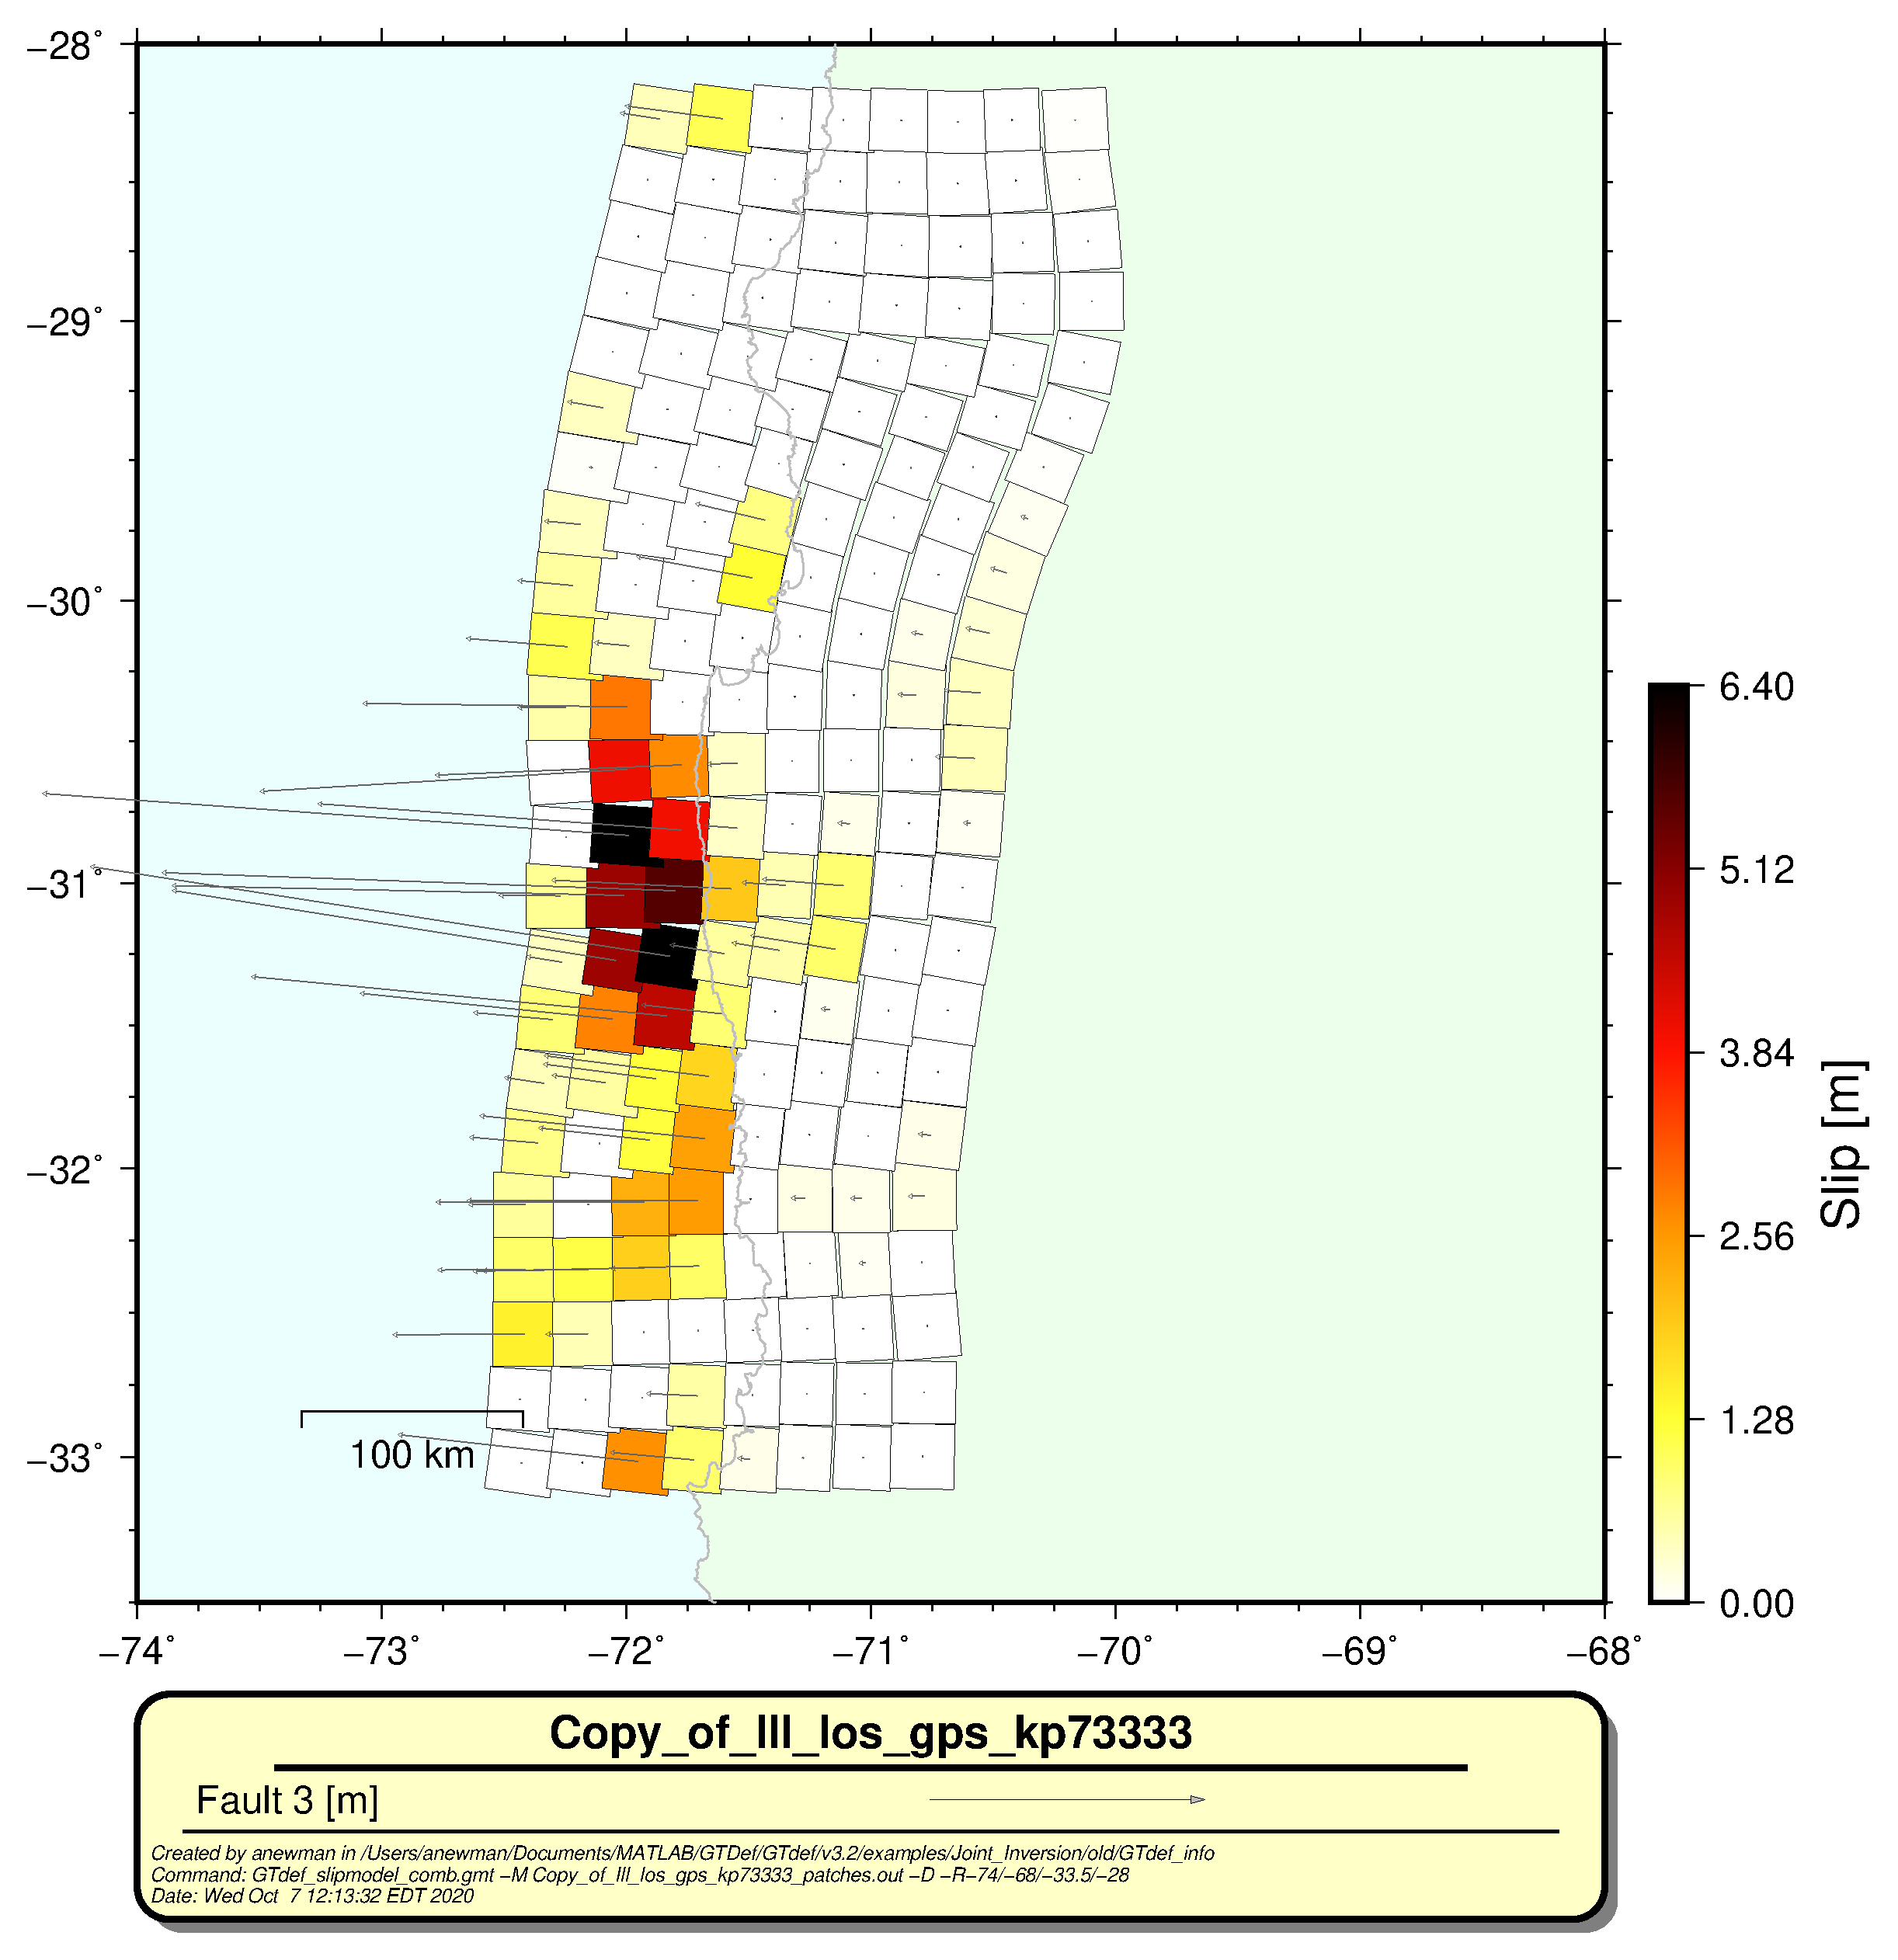 −28°
−29°
−30°
−31°
−32°
−33°
100 km
−74° −73° −72° −71° −70° −69° −68°
6.40
5.12
3.84
2.56
1.28
0.00
Slip [m]
Copy_of_III_los_gps_kp73333
Fault 3 [m]
Created by anewman in /Users/anewman/Documents/MATLAB/GTDef/GTdef/v3.2/examples/Joint_Inversion/old/GTdef_info
Command: GTdef_slipmodel_comb.gmt −M Copy_of_III_los_gps_kp73333_patches.out −D −R−74/−68/−33.5/−28
Date: Wed Oct 7 12:13:32 EDT 2020